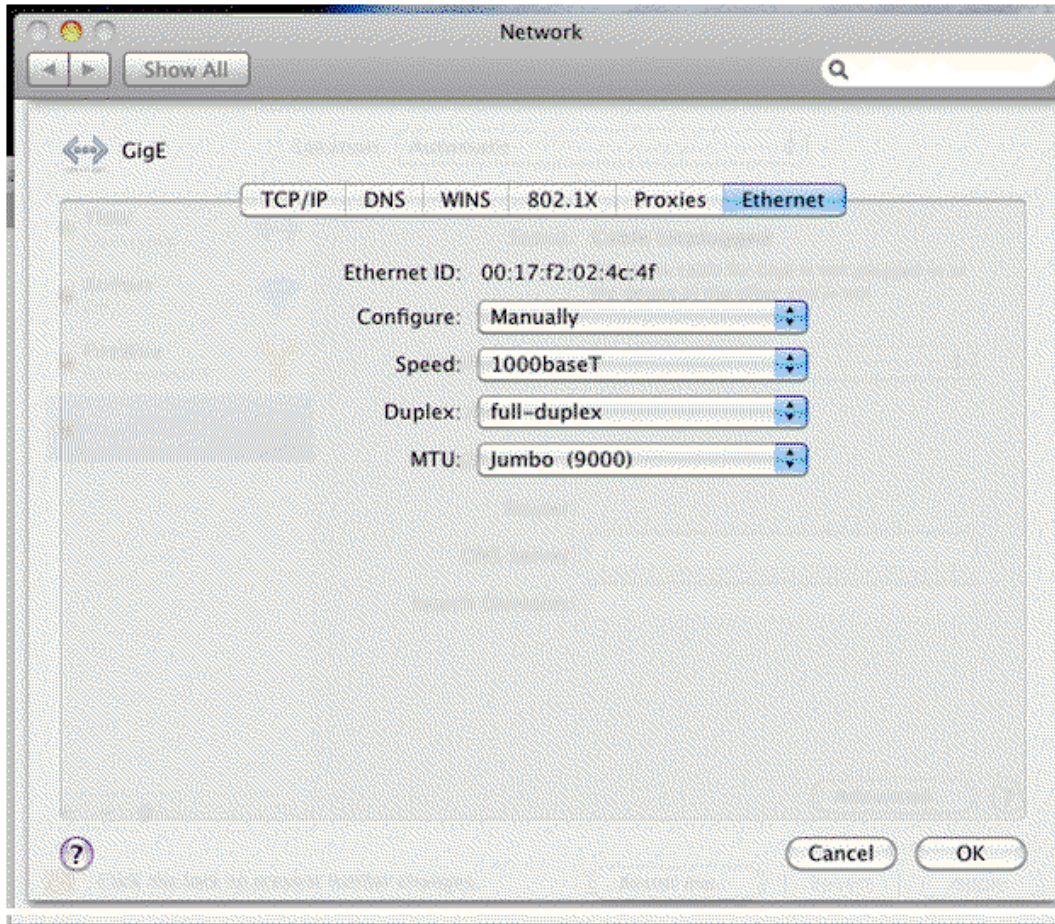 Network
Show All
GigE
TCP/IP DNS WINS 802.1X Proxies Ethernet
Ethernet ID: 00:17:f2:02:4c:4f
Configure: Manually
Speed: 1000baseT
Duplex: full-duplex
MTU: Jumbo (9000)
? Cancel OK